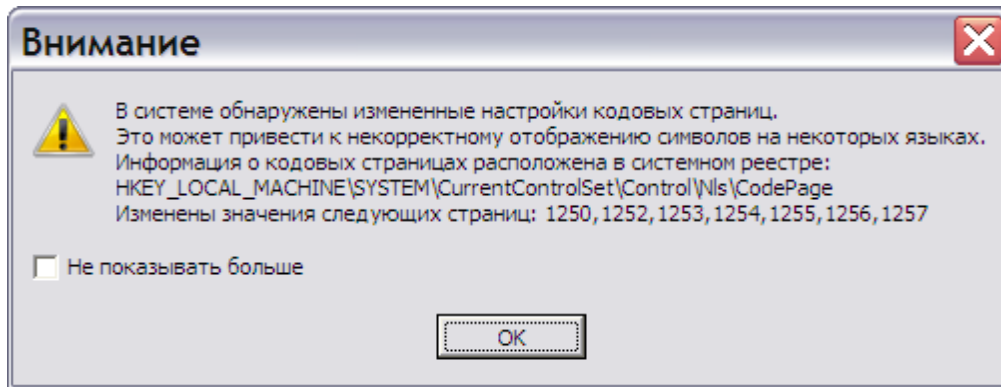 Внимание
В системе обнаружены измененные настройки кодовых страниц.
Это может привести к некорректному отображению символов на некоторых языках.
Информация о кодовых страницах расположена в системном реестре:
HKEY_LOCAL_MACHINE\SYSTEM\CurrentControlSet\Control\Nls\CodePage
Изменены значения следующих страниц: 1250,1252,1253,1254,1255,1256,1257
Не показывать больше
OK